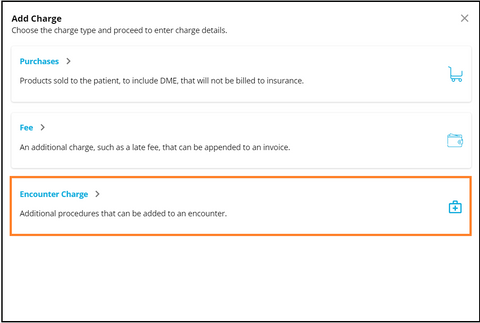 Add Charge
Choose the charge type and proceed to enter charge details.
Purchases
Products sold to the patient, to include DME, that will not be billed to insurance.
Fee
An additional charge, such as a late fee, that can be appended to an invoice.
Encounter Charge
Additional procedures that can be added to an encounter.